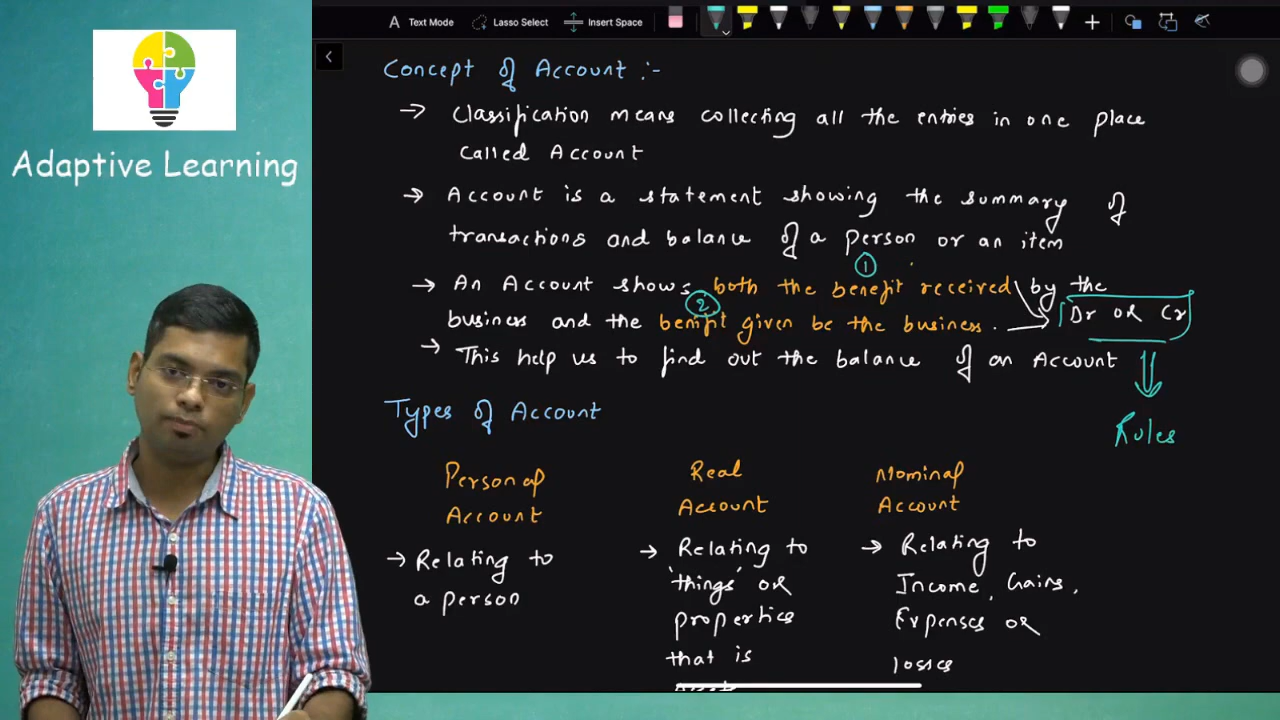 Text Mode
Lasso Select
Insert Space
Adaptive Learning
Concept of Account :-
→ Classification means collecting all the entries in one place
called Account
→ Account is a statement showing the summary of
transactions and balance of a person or an item
1
→ An Account shows both the benefit received by the
2
business and the benefit given be the business. Dr or Cr
→ This help us to find out the balance of an Account
Rules
Types of Account
Personal Real Nominal
Account Account Account
→ Relating to → Relating to → Relating to
a person 'things' or Income, Gains,
properties Expenses or
that is losses